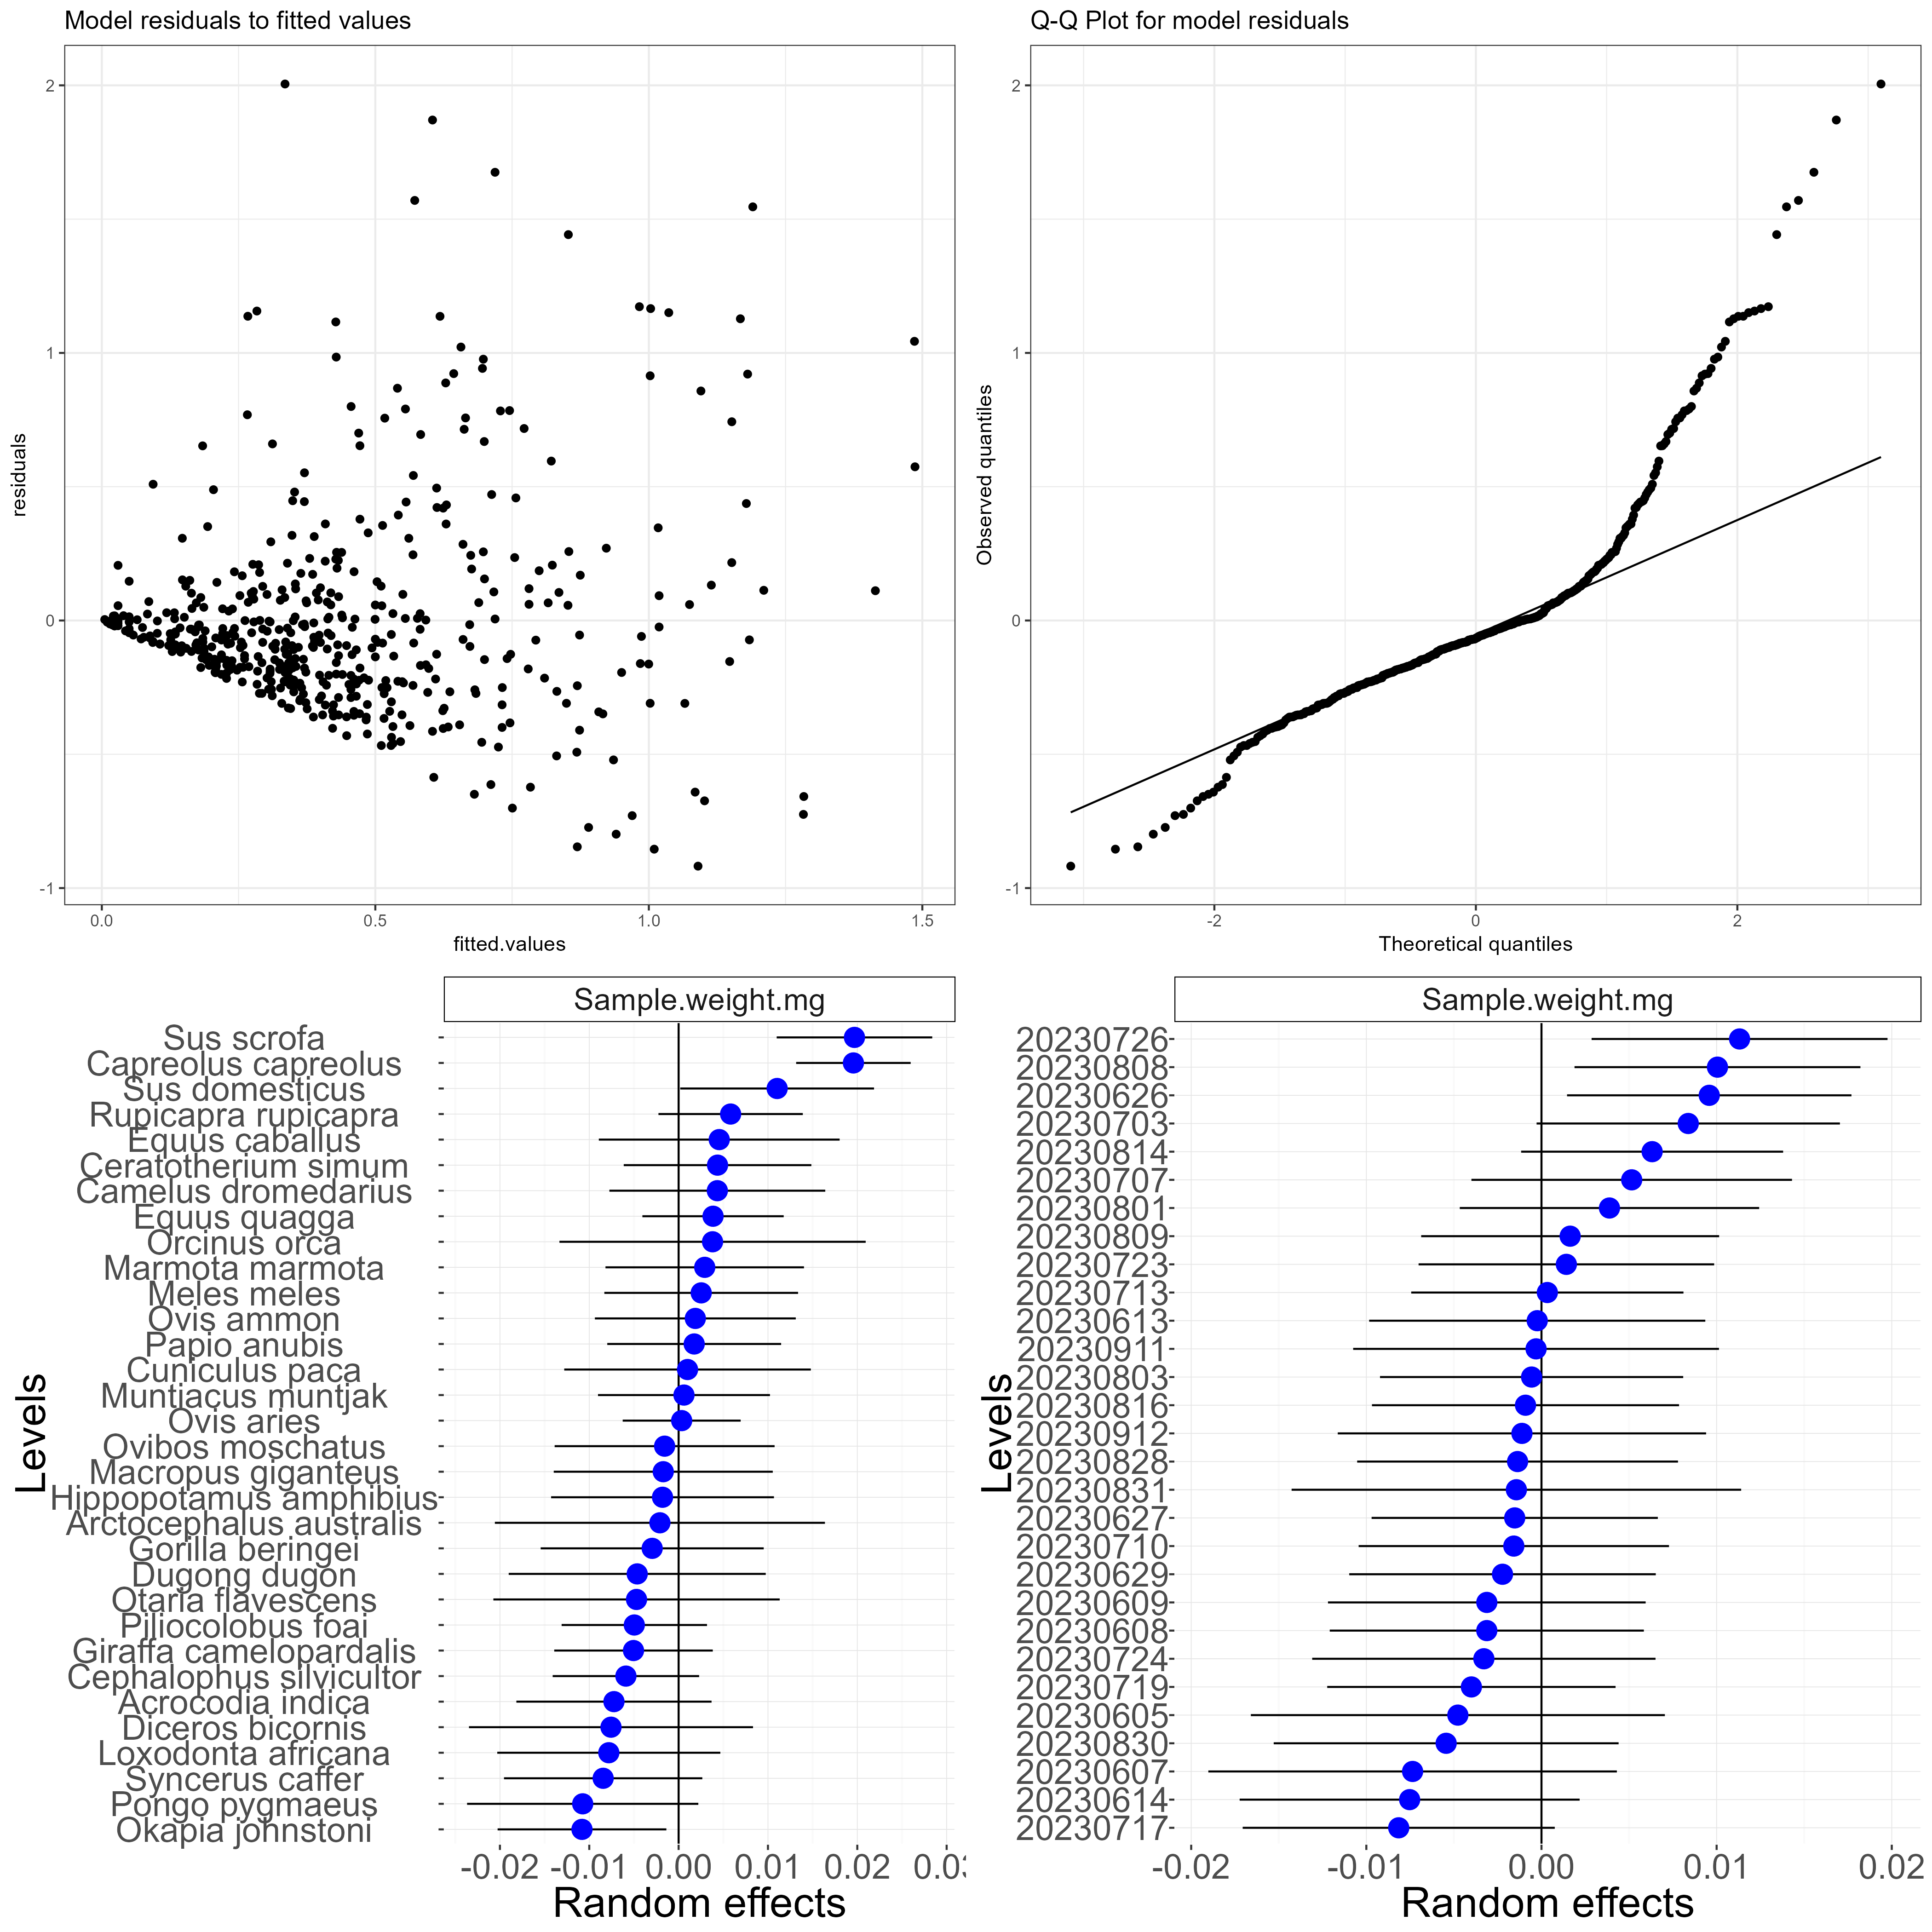 Model residuals to fitted values
2
1
0
-1
residuals
0.0 0.5 1.0 1.5
fitted.values
Q-Q Plot for model residuals
2
1
0
-1
Observed quantiles
-2 0 2
Theoretical quantiles
Sample.weight.mg
Levels
Sus scrofa
Capreolus capreolus
Sus domesticus
Rupicapra rupicapra
Equus caballus
Ceratotherium simum
Camelus dromedarius
Equus quagga
Orcinus orca
Marmota marmota
Meles meles
Ovis ammon
Papio anubis
Cuniculus paca
Muntiacus muntjak
Ovis aries
Ovibos moschatus
Macropus giganteus
Hippopotamus amphibius
Arctocephalus australis
Gorilla beringei
Dugong dugon
Otaria flavescens
Piliocolobus foai
Giraffa camelopardalis
Cephalophus silvicultor
Acrocodia indica
Diceros bicornis
Loxodonta africana
Syncerus caffer
Pongo pygmaeus
Okapia johnstoni
-0.02 -0.01 0.00 0.01 0.02
Random effects
Sample.weight.mg
Levels
20230726
20230808
20230626
20230703
20230814
20230707
20230801
20230809
20230723
20230713
20230613
20230911
20230803
20230816
20230912
20230828
20230831
20230627
20230710
20230629
20230609
20230608
20230724
20230719
20230605
20230830
20230607
20230614
20230717
-0.02 -0.01 0.00 0.01 0.02
Random effects